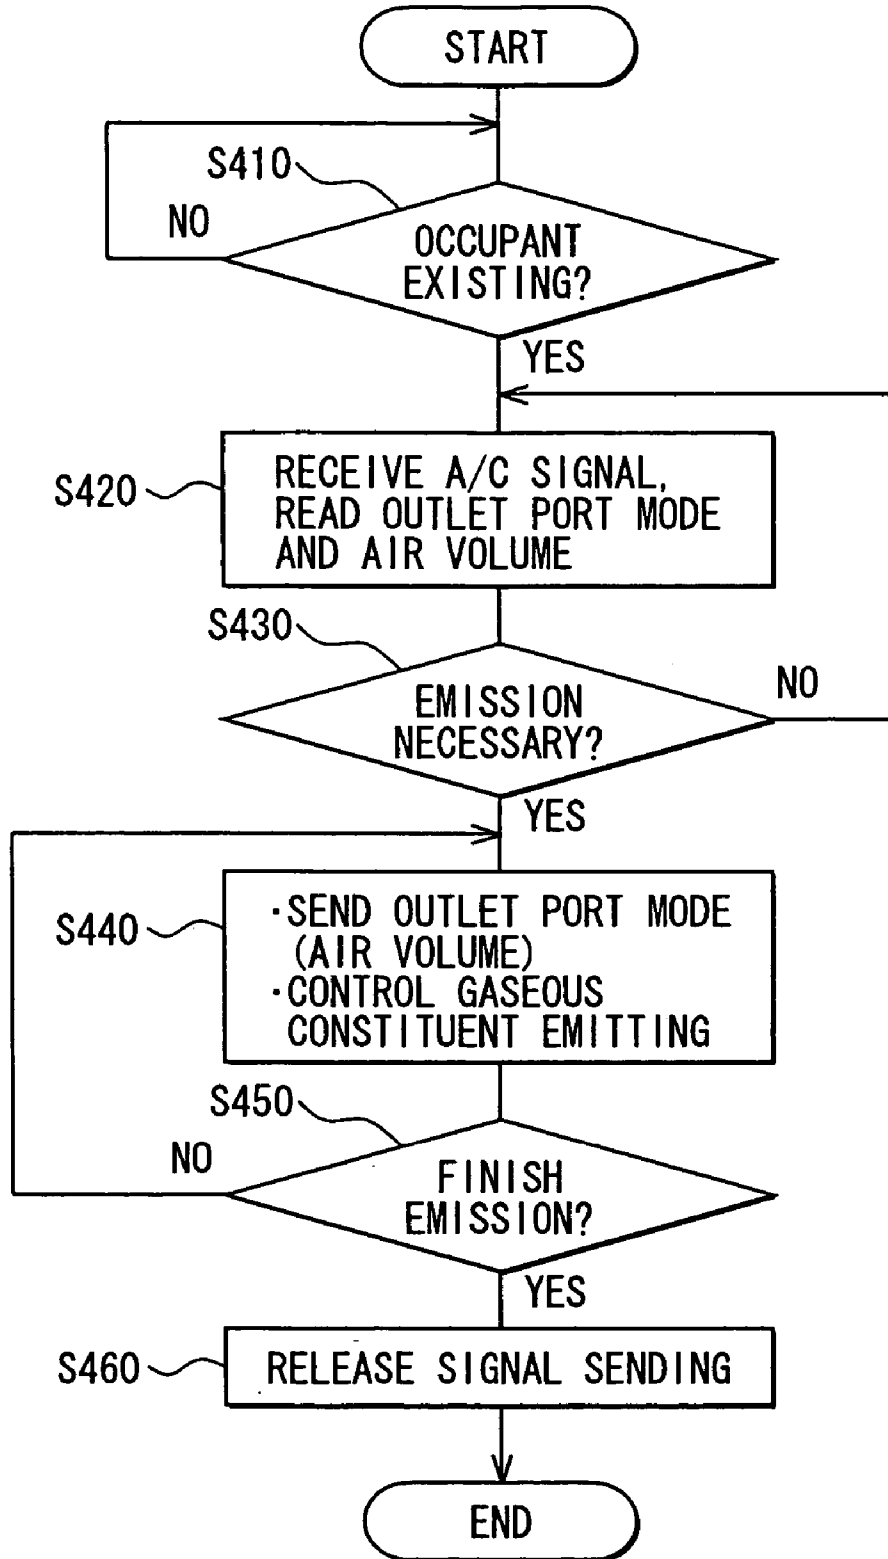 START
S410
NO
OCCUPANT
EXISTING?
YES
S420
RECEIVE A/C SIGNAL,
READ OUTLET PORT MODE
AND AIR VOLUME
S430
NO
EMISSION
NECESSARY?
YES
S440
·SEND OUTLET PORT MODE
(AIR VOLUME)
·CONTROL GASEOUS
CONSTITUENT EMITTING
S450
NO
FINISH
EMISSION?
YES
S460
RELEASE SIGNAL SENDING
END